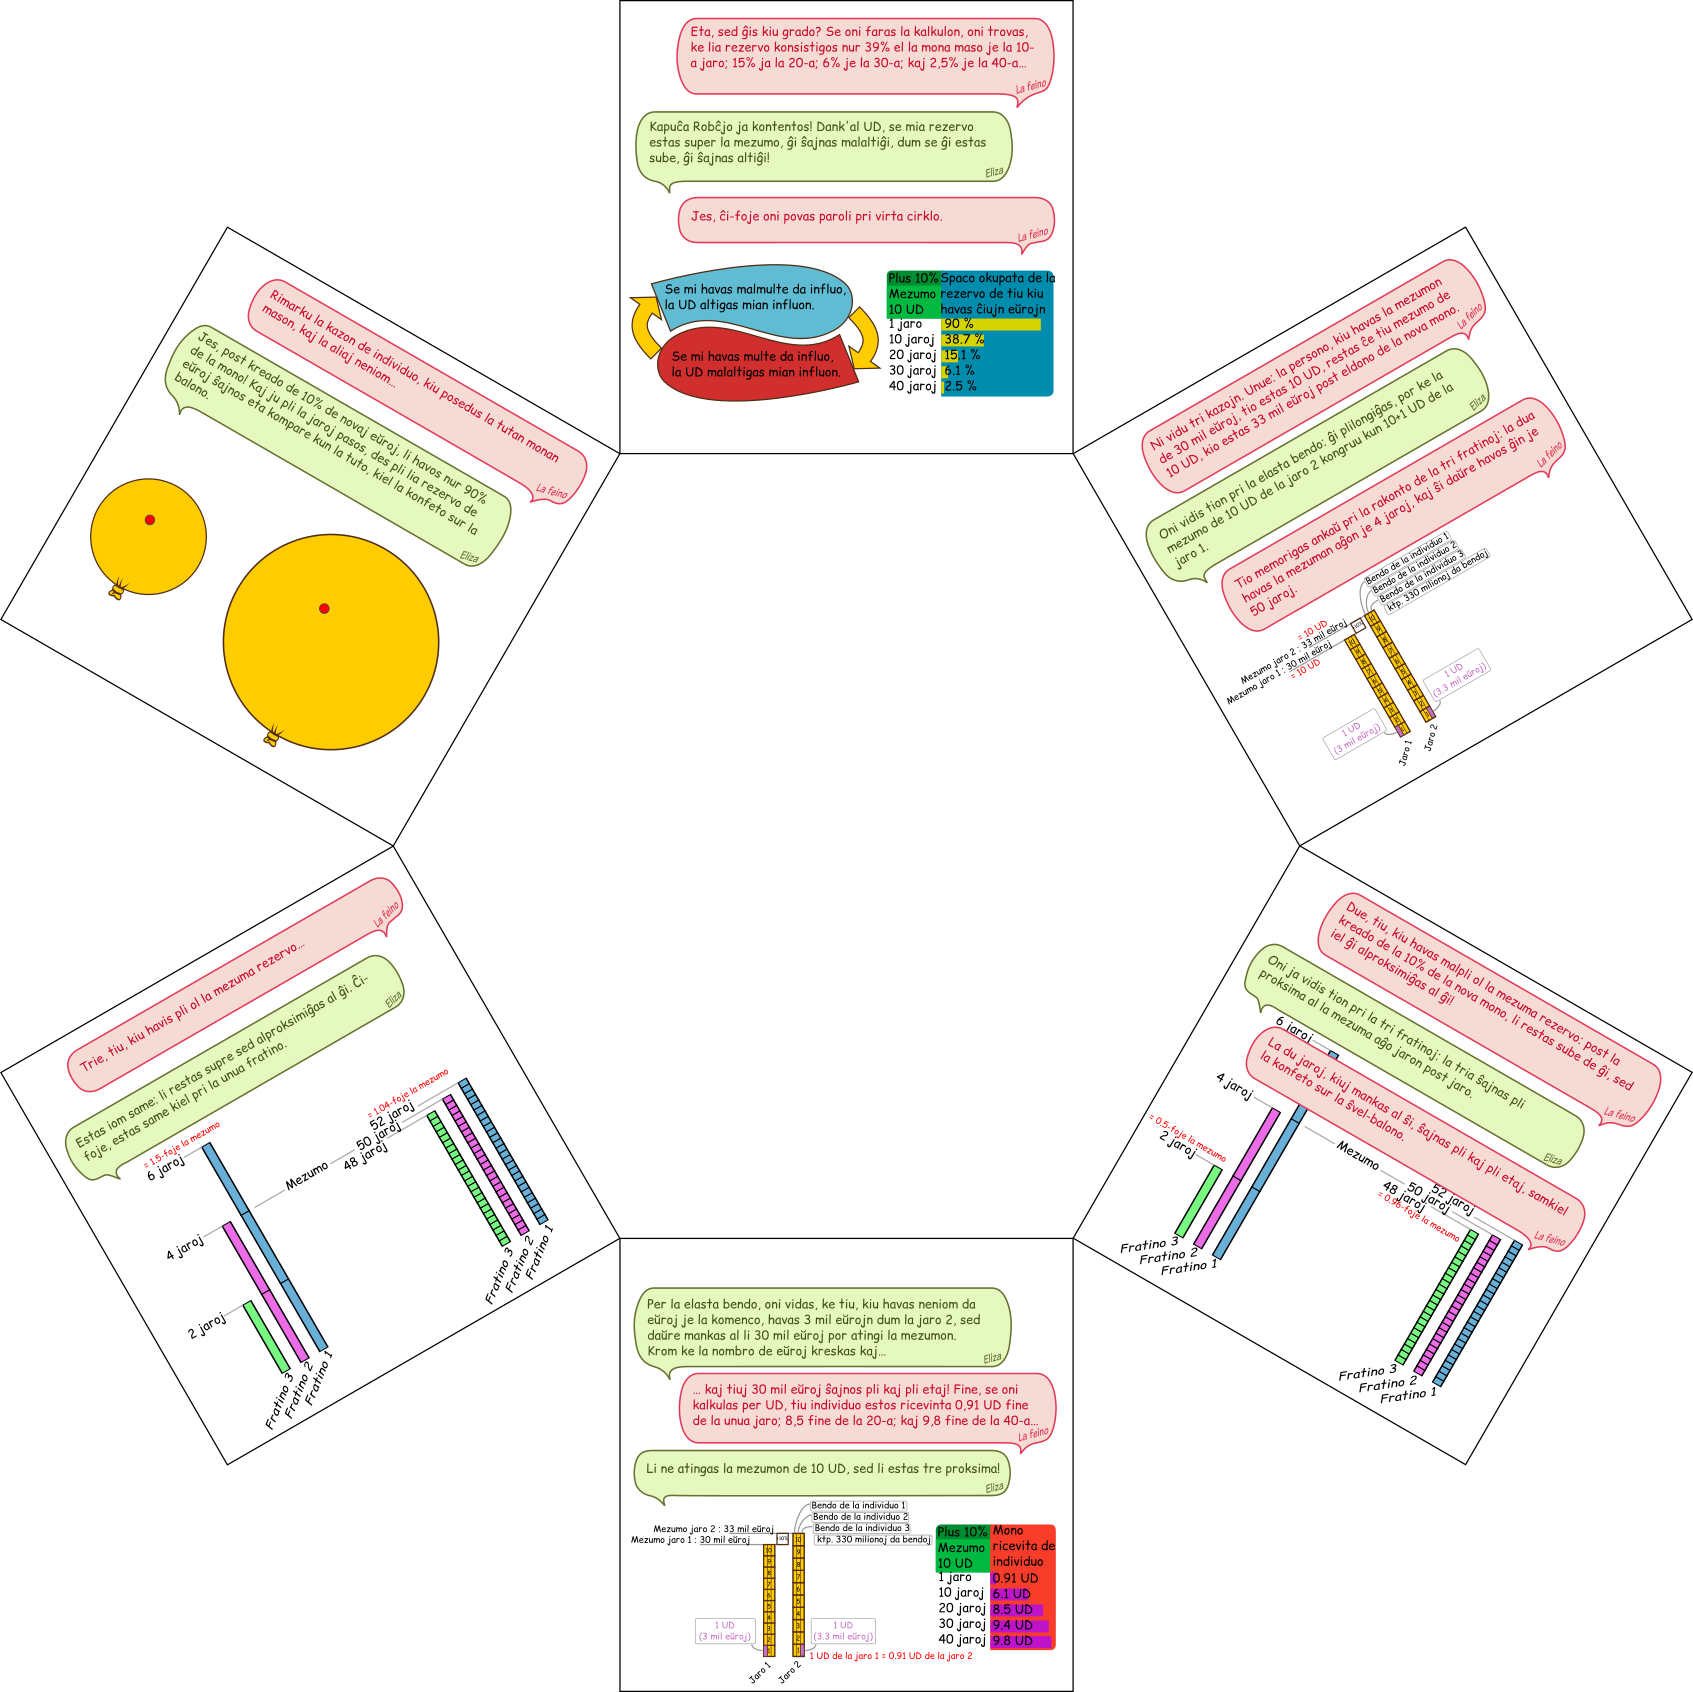 Eta, sed ĝis kiu grado? Se oni faras la kalkulon, oni trovas,
ke lia rezervo konsistigos nur 39% el la mona maso je la 10-
a jaro; 15% ja la 20-a; 6% je la 30-a; kaj 2,5% je la 40-a...
La feino
Kapuĉa Robĉjo ja kontentos! Dank'al UD, se mia rezervo
estas super la mezumo, ĝi ŝajnas malaltiĝi, dum se ĝi estas
sube, ĝi ŝajnas altiĝi!
Eliza
Jes, ĉi-foje oni povas paroli pri virta cirklo.
La feino
Se mi havas malmulte da influo,
la UD altigas mian influon.
Se mi havas multe da influo,
la UD malaltigas mian influon.
Plus 10% Spaco okupata de la
Mezumo rezervo de tiu kiu
10 UD havas ĉiujn eŭrojn
1 jaro 90 %
10 jaroj 38.7 %
20 jaroj 15.1 %
30 jaroj 6.1 %
40 jaroj 2.5 %
Ni vidu tri kazojn. Unue: la persono, kiu havas la mezumon
de 30 mil eŭroj, tio estas 10 UD, restas ĉe tiu mezumo de
10 UD, kio estas 33 mil eŭroj post eldono de la nova mono.
La feino
Oni vidis tion pri la elasta bendo: ĝi plilongiĝas, por ke la
mezumo de 10 UD de la jaro 2 kongruu kun 10+1 UD de la
jaro 1.
Eliza
Tio memorigas ankaŭ pri la rakonto de la tri fratinoj: la dua
havas la mezuman aĝon je 4 jaroj, kaj ŝi daŭre havos ĝin je
50 jaroj.
La feino
Bendo de la individuo 1
Bendo de la individuo 2
Bendo de la individuo 3
ktp. 330 milionoj da bendoj
= 10 UD
Mezumo jaro 2 : 33 mil eŭroj
Mezumo jaro 1 : 30 mil eŭroj
= 10 UD
1 UD
(3 mil eŭroj)
1 UD
(3.3 mil eŭroj)
Jaro 1
Jaro 2
Due, tiu, kiu havas malpli ol la mezuma rezervo: post la
kreado de la 10% de la nova mono, li restas sube de ĝi, sed
iel ĝi alproksimiĝas al ĝi!
La feino
Oni ja vidis tion pri la tri fratinoj: la tria ŝajnas pli
proksima al la mezuma aĝo jaron post jaro.
Eliza
La du jaroj, kiuj mankas al ŝi, ŝajnas pli kaj pli etaj, samkiel
la konfeto sur la ŝvel-balono.
La feino
6 jaroj
4 jaroj
= 0.5-foje la mezumo
2 jaroj
Mezumo
52 jaroj
50 jaroj
48 jaroj
= 0.96-foje la mezumo
Fratino 3
Fratino 2
Fratino 1
Fratino 3
Fratino 2
Fratino 1
Per la elasta bendo, oni vidas, ke tiu, kiu havas neniom da
eŭroj je la komenco, havas 3 mil eŭrojn dum la jaro 2, sed
daŭre mankas al li 30 mil eŭroj por atingi la mezumon.
Krom ke la nombro de eŭroj kreskas kaj...
Eliza
... kaj tiuj 30 mil eŭroj ŝajnos pli kaj pli etaj! Fine, se oni
kalkulas per UD, tiu individuo estos ricevinta 0,91 UD fine
de la unua jaro; 8,5 fine de la 20-a; kaj 9,8 fine de la 40-a...
La feino
Li ne atingas la mezumon de 10 UD, sed li estas tre proksima!
Eliza
Bendo de la individuo 1
Bendo de la individuo 2
Bendo de la individuo 3
ktp. 330 milionoj da bendoj
Mezumo jaro 2 : 33 mil eŭroj
Mezumo jaro 1 : 30 mil eŭroj
1 UD
(3 mil eŭroj)
1 UD
(3.3 mil eŭroj)
1 UD de la jaro 1 = 0.91 UD de la jaro 2
Jaro 1
Jaro 2
Plus 10% Mono
Mezumo ricevita de
10 UD individuo
1 jaro 0.91 UD
10 jaroj 6.1 UD
20 jaroj 8.5 UD
30 jaroj 9.4 UD
40 jaroj 9.8 UD
Trie, tiu, kiu havis pli ol la mezuma rezervo...
La feino
Estas iom same: li restas supre sed alproksimiĝas al ĝi. Ĉi-
foje, estas same kiel pri la unua fratino.
Eliza
= 1.5-foje la mezumo
6 jaroj
4 jaroj
2 jaroj
Mezumo
= 1.04-foje la mezumo
52 jaroj
50 jaroj
48 jaroj
Fratino 3
Fratino 2
Fratino 1
Fratino 3
Fratino 2
Fratino 1
Rimarku la kazon de individuo, kiu posedus la tutan monan
mason, kaj la aliaj neniom...
La feino
Jes, post kreado de 10% de novaj eŭroj, li havos nur 90%
de la mono! Kaj ju pli la jaroj pasos, des pli lia rezervo de
eŭroj ŝajnos eta kompare kun la tuto, kiel la konfeto sur la
balono.
Eliza